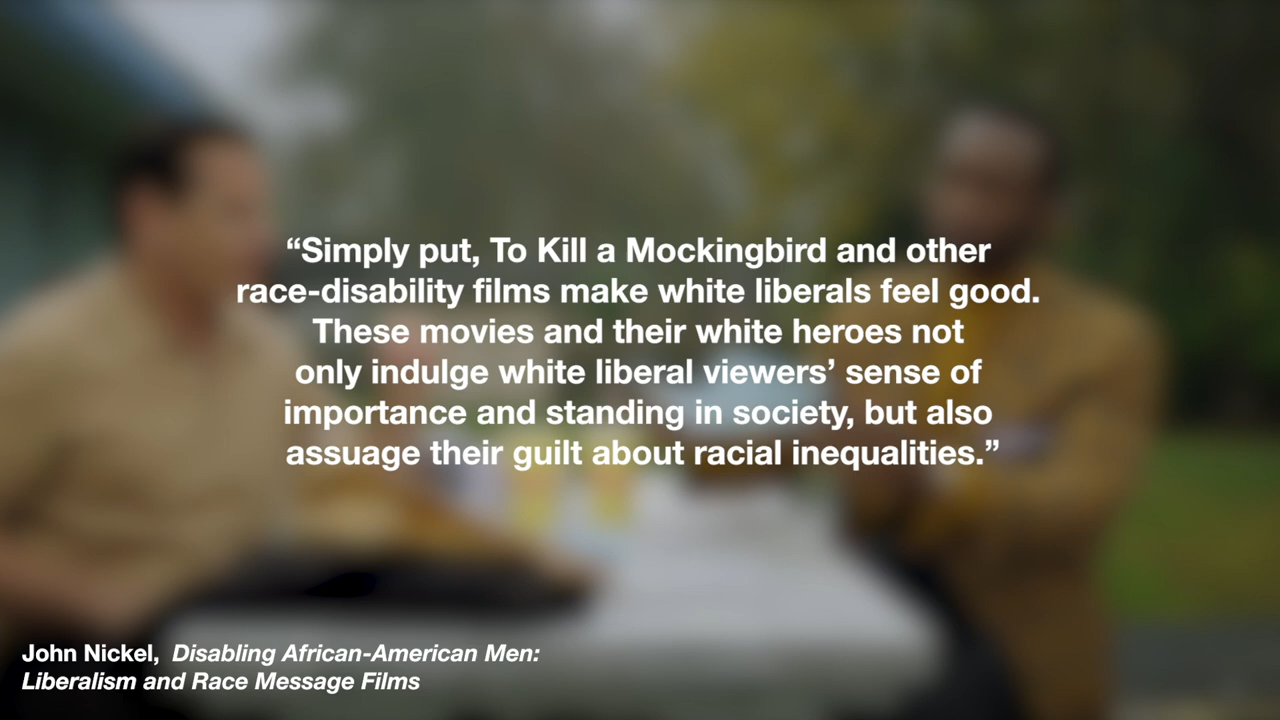 “Simply put, To Kill a Mockingbird and other
race-disability films make white liberals feel good.
These movies and their white heroes not
only indulge white liberal viewers’ sense of
importance and standing in society, but also
assuage their guilt about racial inequalities.”
John Nickel, Disabling African-American Men:
Liberalism and Race Message Films